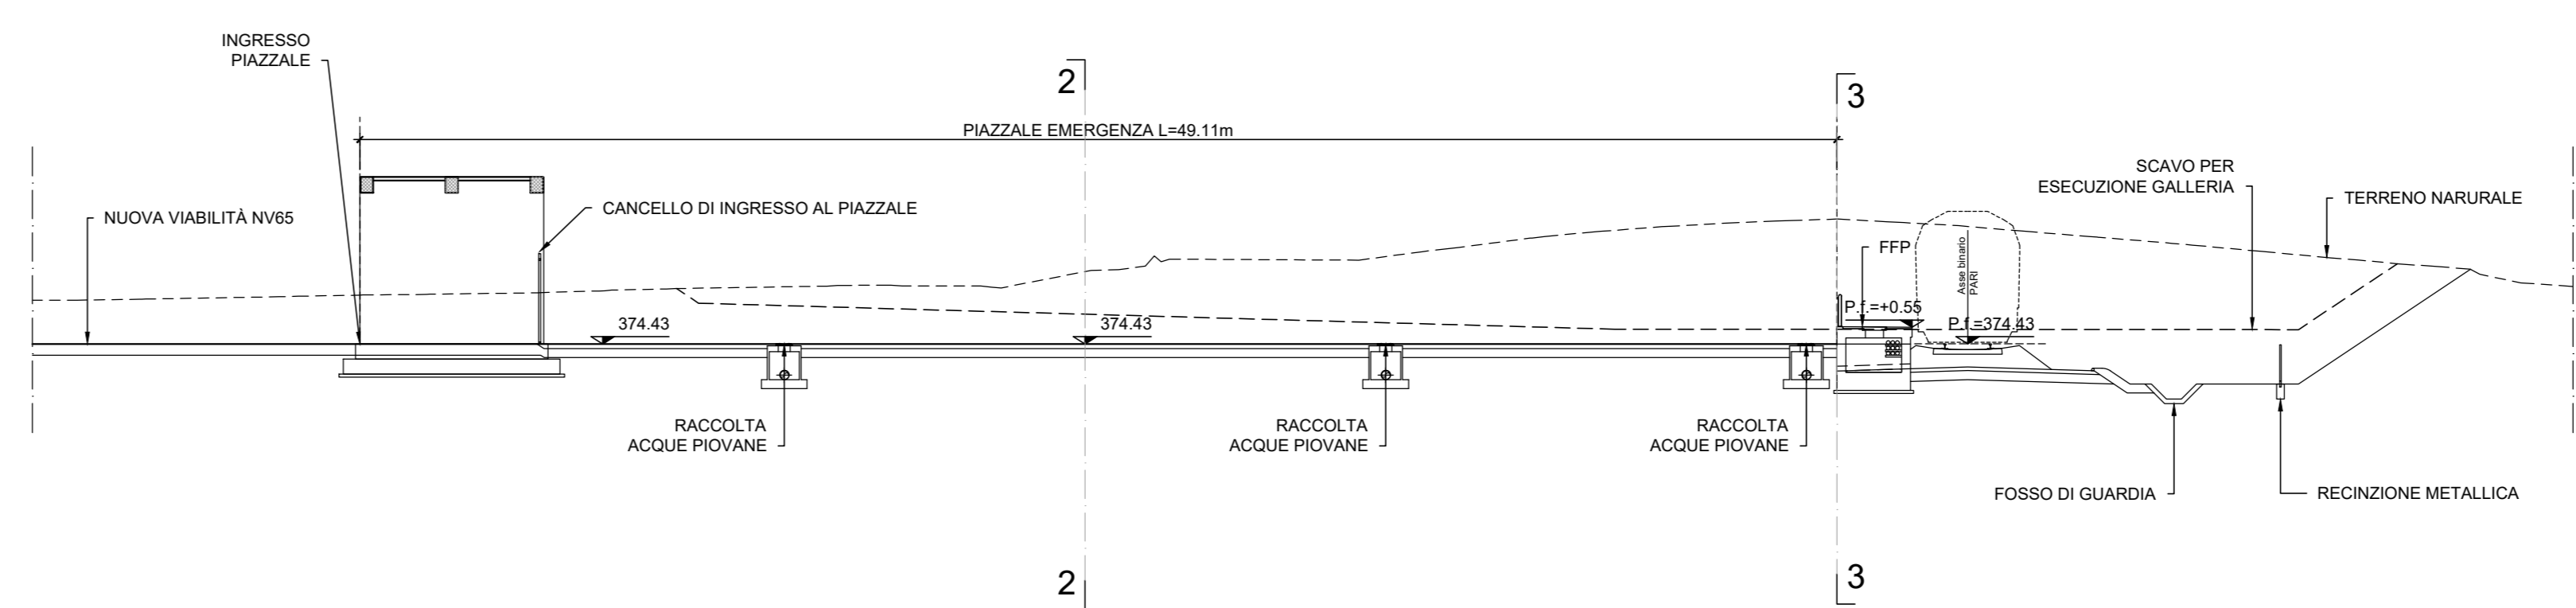 INGRESSO
PIAZZALE
2
3
PIAZZALE EMERGENZA L=49.11m
SCAVO PER
ESECUZIONE GALLERIA
TERRENO NARURALE
NUOVA VIABILITÀ NV65
CANCELLO DI INGRESSO AL PIAZZALE
FFP
Asse binario
PARI
P.f.=+0.55
374.43
374.43
P.f.=374.43
RACCOLTA
ACQUE PIOVANE
RACCOLTA
ACQUE PIOVANE
RACCOLTA
ACQUE PIOVANE
FOSSO DI GUARDIA
RECINZIONE METALLICA
2
3